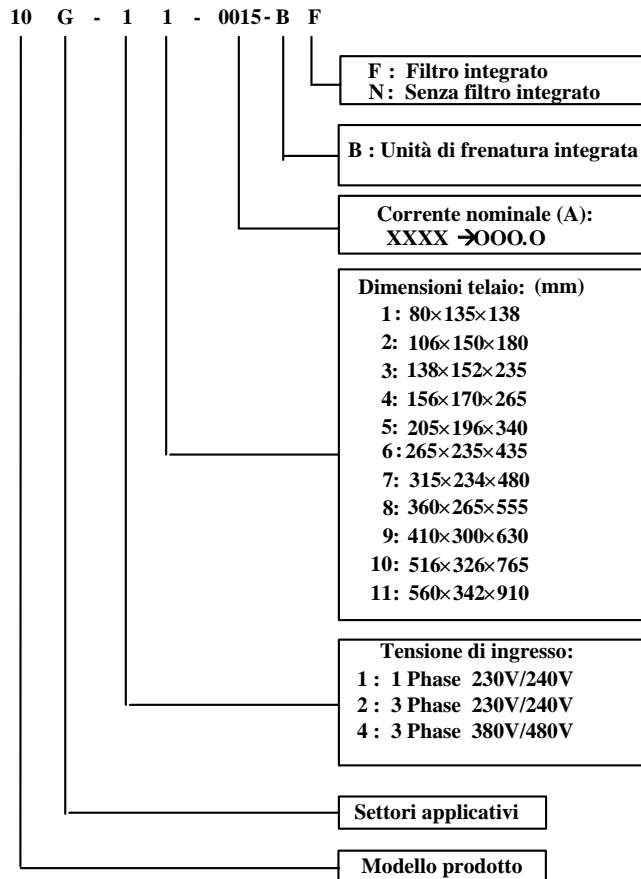 10 G - 1 1 - 0015 - B F
F : Filtro integrato
N : Senza filtro integrato
B : Unità di frenatura integrata
Corrente nominale (A):
XXXX →OOO.O
Dimensioni telaio: (mm)
1: 80×135×138
2: 106×150×180
3: 138×152×235
4: 156×170×265
5: 205×196×340
6: 265×235×435
7: 315×234×480
8: 360×265×555
9: 410×300×630
10: 516×326×765
11: 560×342×910
Tensione di ingresso:
1 : 1 Phase 230V/240V
2 : 3 Phase 230V/240V
4 : 3 Phase 380V/480V
Settori applicativi
Modello prodotto